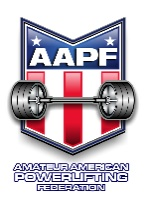 AAPF
AMATEUR AMERICAN
POWERLIFTING
FEDERATION